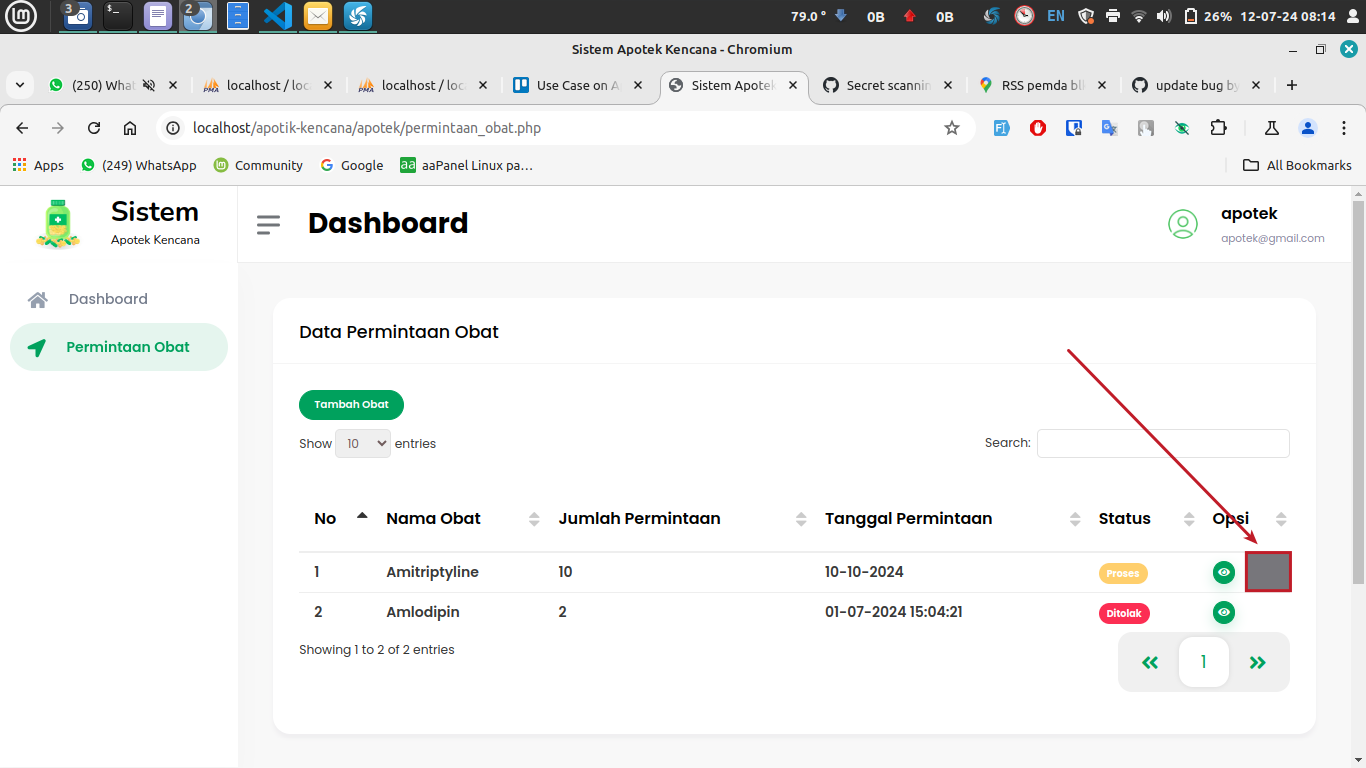 3
$_
2
79.0 °
0B
0B
EN
26%
12-07-24 08:14
Sistem Apotek Kencana - Chromium
(250) What
localhost / loc
localhost / loc
Use Case on A
Sistem Apotek
Secret scannin
RSS pemda bli
update bug by
localhost/apotik-kencana/apotek/permintaan_obat.php
Apps
(249) WhatsApp
Community
Google
aa
aaPanel Linux pa...
All Bookmarks
Sistem
Apotek Kencana
Dashboard
apotek
apotek@gmail.com
Dashboard
Permintaan Obat
Data Permintaan Obat
Tambah Obat
Show 10 entries
Search:
No Nama Obat Jumlah Permintaan Tanggal Permintaan Status Opsi
1 Amitriptyline 10 10-10-2024 Proses
2 Amlodipin 2 01-07-2024 15:04:21 Ditolak
Showing 1 to 2 of 2 entries
« 1 »